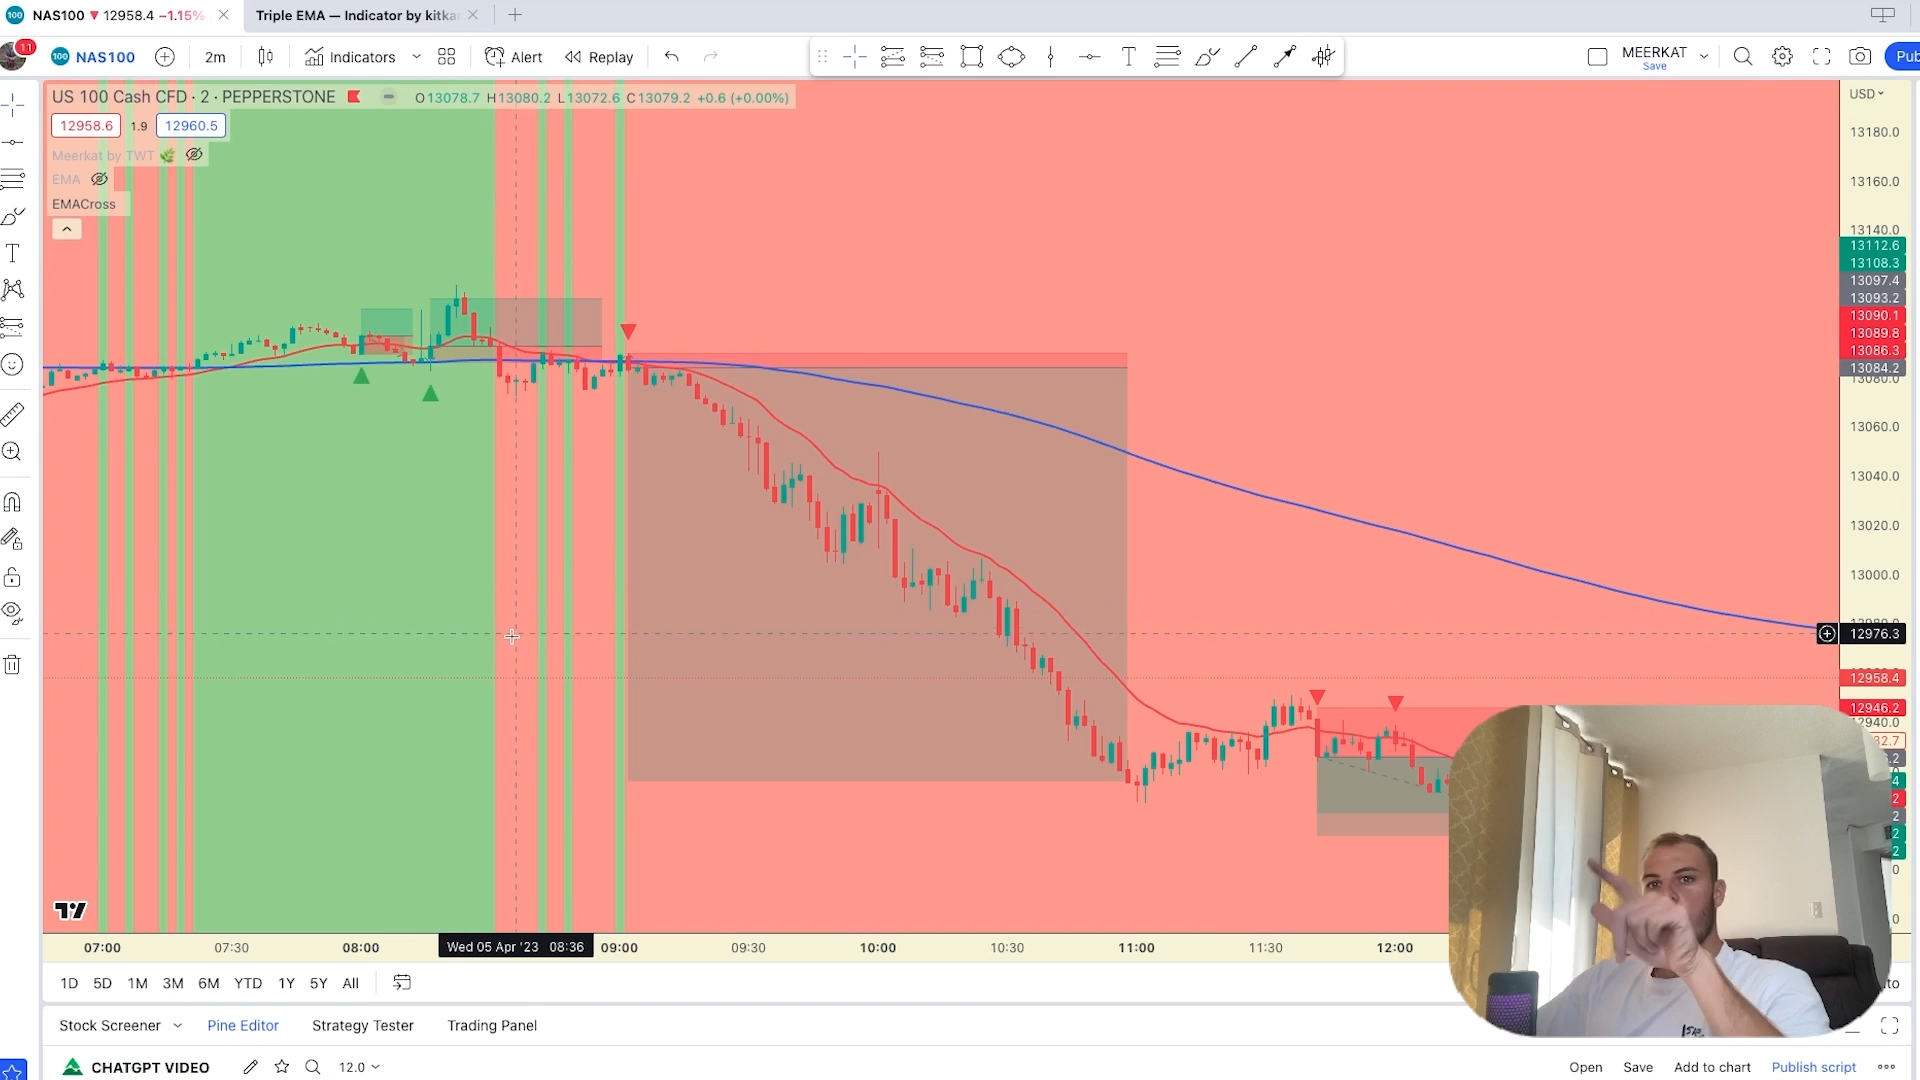 NAS100 ▼ 12958.4 −1.15%
Triple EMA — Indicator by kitka
11
100 NAS100
2m
Indicators
Alert
Replay
MEERKAT
Save
Pub
US 100 Cash CFD · 2 · PEPPERSTONE
O13078.7 H13080.2 L13072.6 C13079.2 +0.6 (+0.00%)
USD
12958.6 1.9 12960.5
Meerkat by TWT
EMA
EMACross
13180.0
13160.0
13140.0
13112.6
13108.3
13097.4
13093.2
13090.1
13089.8
13086.3
13084.2
13080.0
13060.0
13040.0
13020.0
13000.0
12976.3
12958.4
12946.2
12940.0
07:00
07:30
08:00
Wed 05 Apr '23 08:36
09:00
09:30
10:00
10:30
11:00
11:30
12:00
1D 5D 1M 3M 6M YTD 1Y 5Y All
Stock Screener
Pine Editor
Strategy Tester
Trading Panel
CHATGPT VIDEO
12.0
Open
Save
Add to chart
Publish script